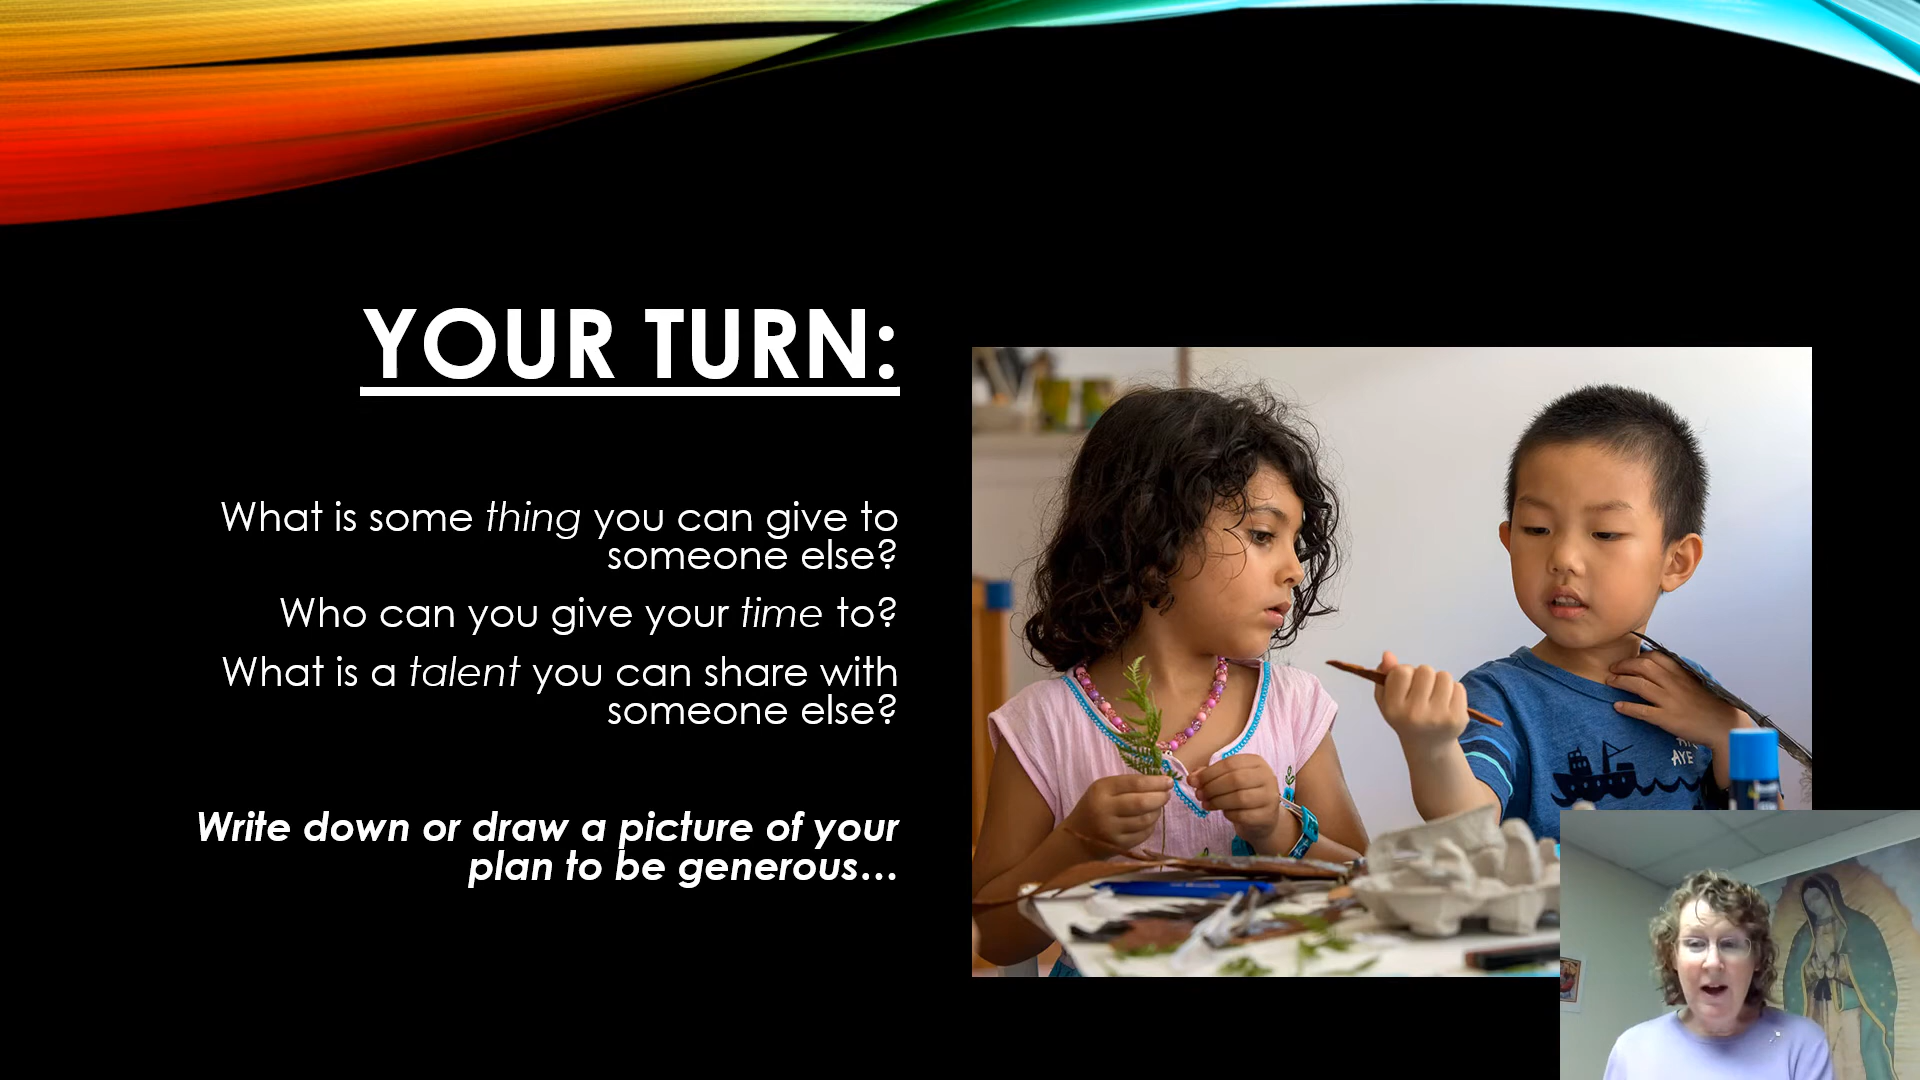 YOUR TURN:
What is some thing you can give to
someone else?
Who can you give your time to?
What is a talent you can share with
someone else?
Write down or draw a picture of your
plan to be generous...
AYE